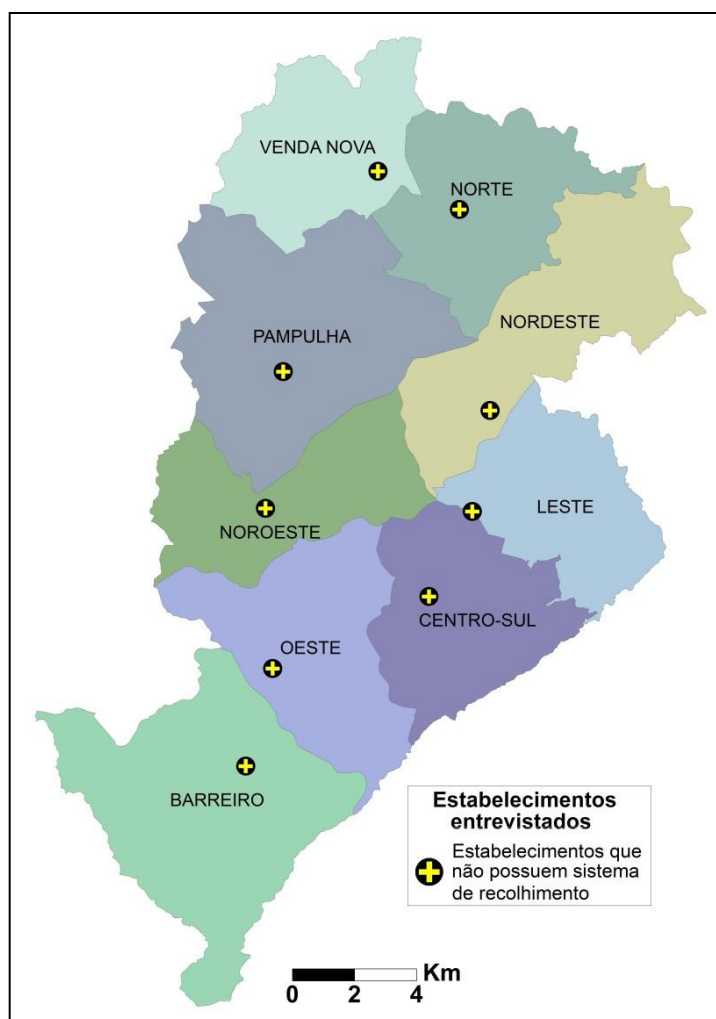 VENDA NOVA
NORTE
NORDESTE
PAMPULHA
LESTE
NOROESTE
CENTRO-SUL
OESTE
BARREIRO
Estabelecimentos
entrevistados
Estabelecimentos que
não possuem sistema
de recolhimento
Km
0 2 4